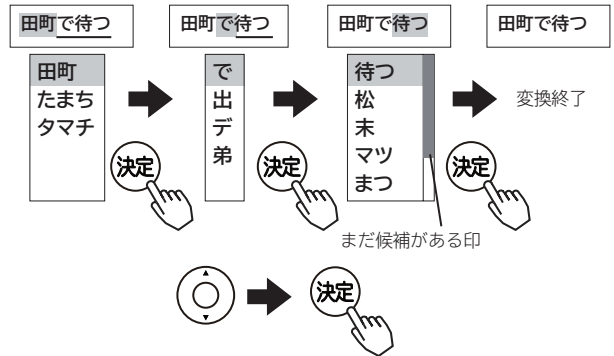 田町で待つ
田町で待つ
田町で待つ
田町で待つ
田町
たまち
タマチ
で
出
デ
弟
待つ
松
末
マツ
まつ
変換終了
決定
決定
決定
まだ候補がある印
決定